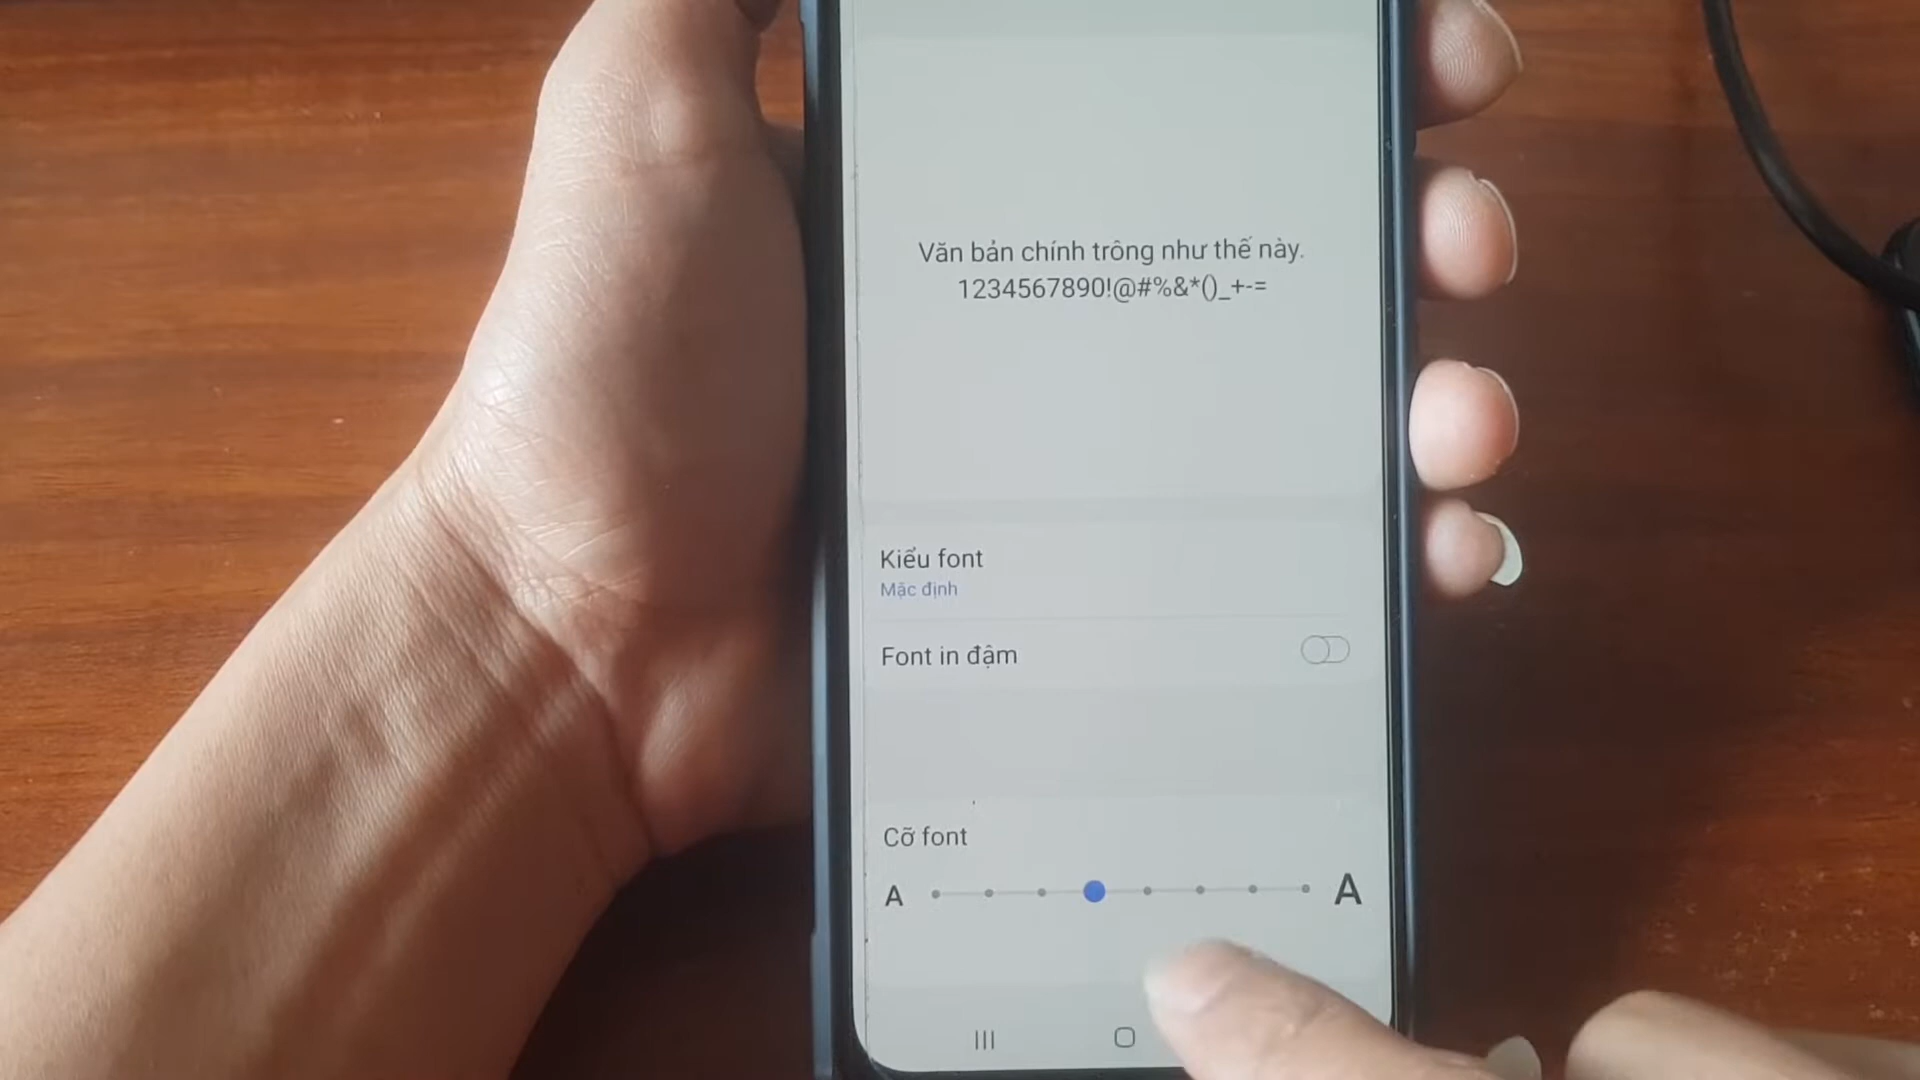 Văn bản chính trông như thế này.
1234567890!@#%&*()_+-=
Kiểu font
Mặc định
Font in đậm
Cỡ font
A A